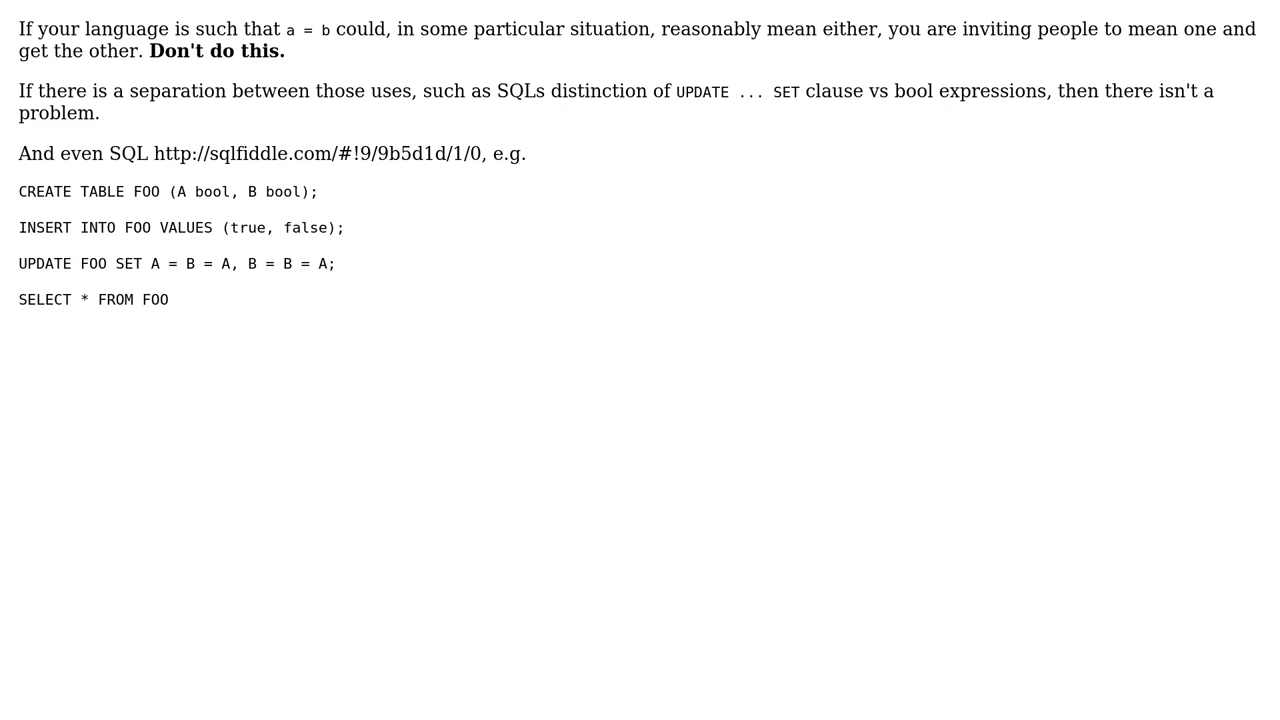 If your language is such that a = b could, in some particular situation, reasonably mean either, you are inviting people to mean one and
get the other. Don't do this.
If there is a separation between those uses, such as SQLs distinction of UPDATE ... SET clause vs bool expressions, then there isn't a
problem.
And even SQL http://sqlfiddle.com/#!9/9b5d1d/1/0, e.g.
CREATE TABLE FOO (A bool, B bool);
INSERT INTO FOO VALUES (true, false);
UPDATE FOO SET A = B = A, B = B = A;
SELECT * FROM FOO